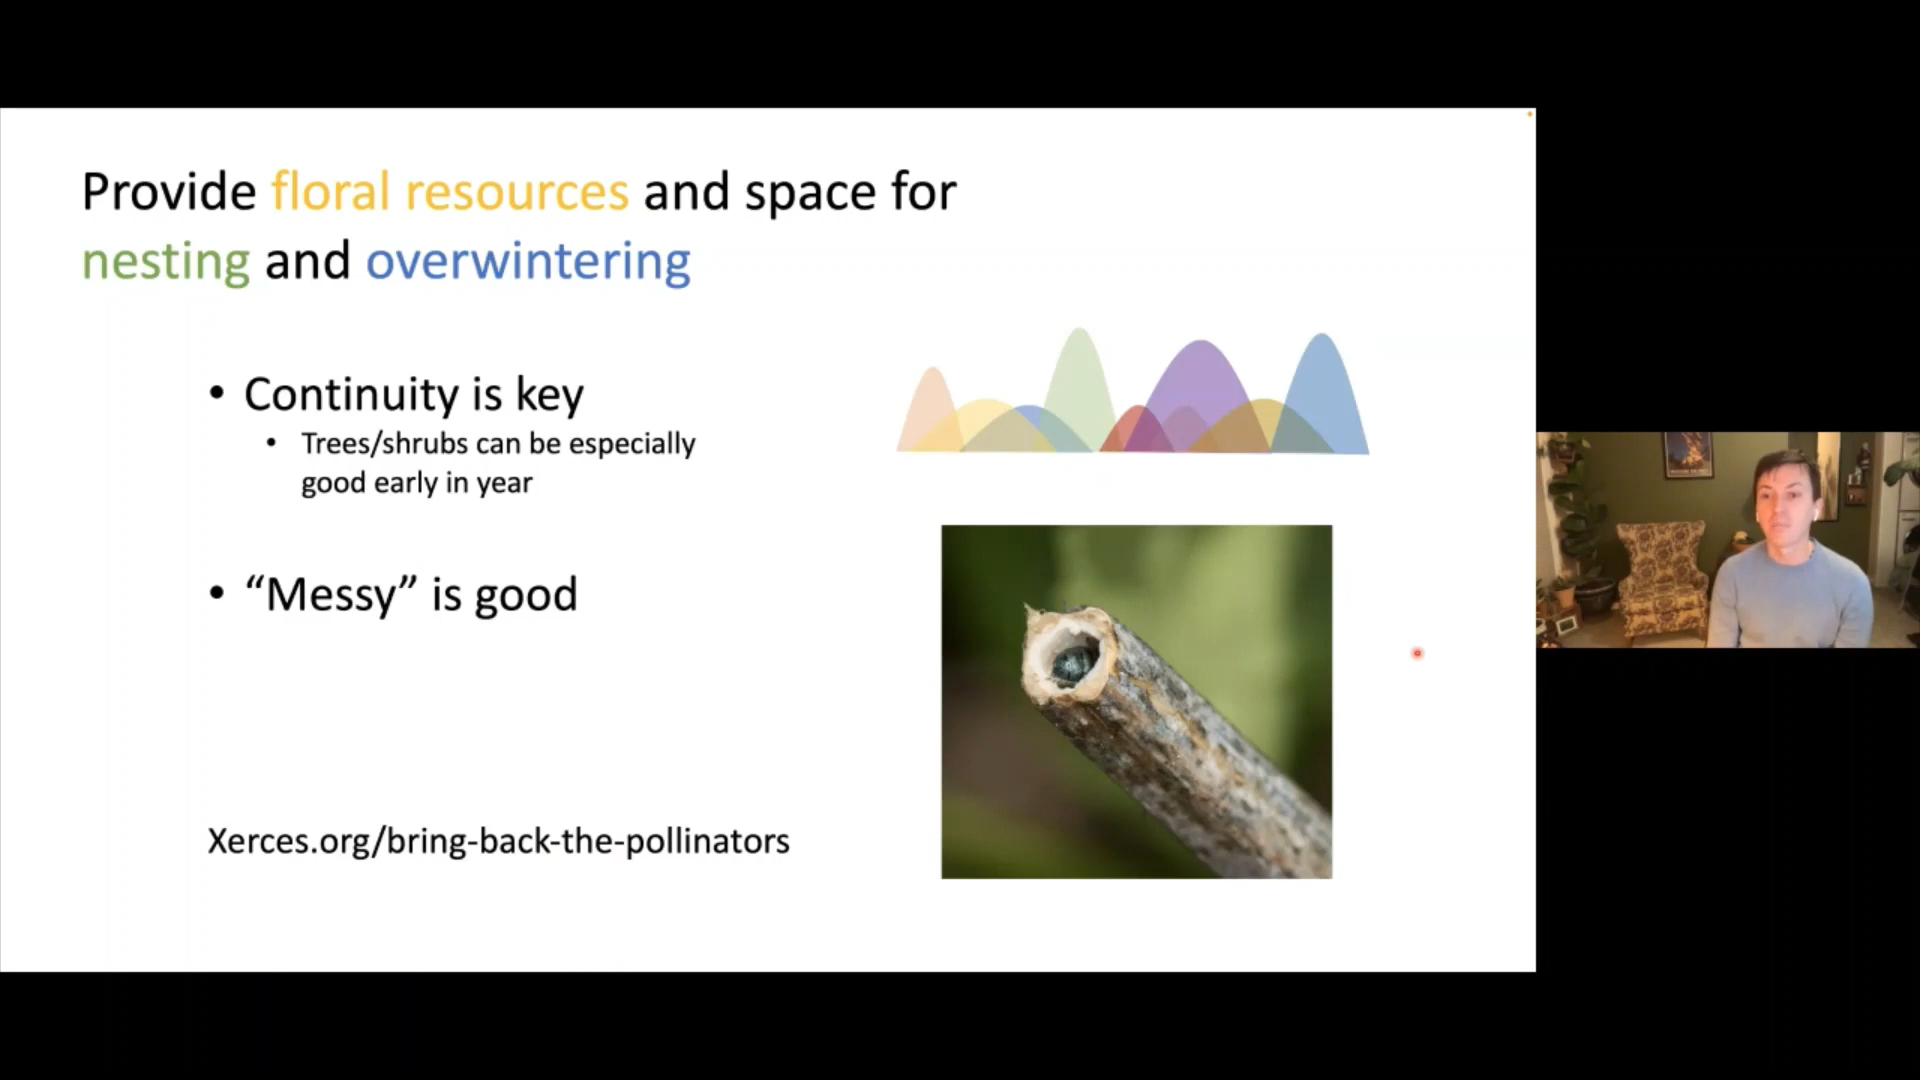 Provide floral resources and space for
nesting and overwintering
• Continuity is key
• Trees/shrubs can be especially
good early in year
• “Messy” is good
Xerces.org/bring-back-the-pollinators